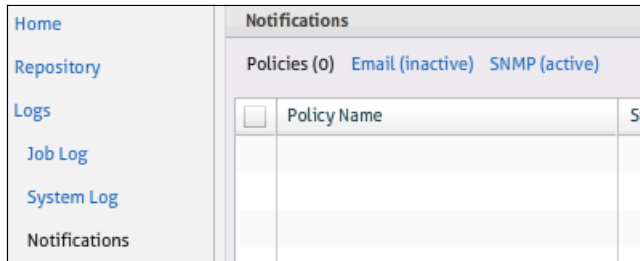 Home
Repository
Logs
Job Log
System Log
Notifications
Notifications
Policies (0) Email (inactive) SNMP (active)
Policy Name